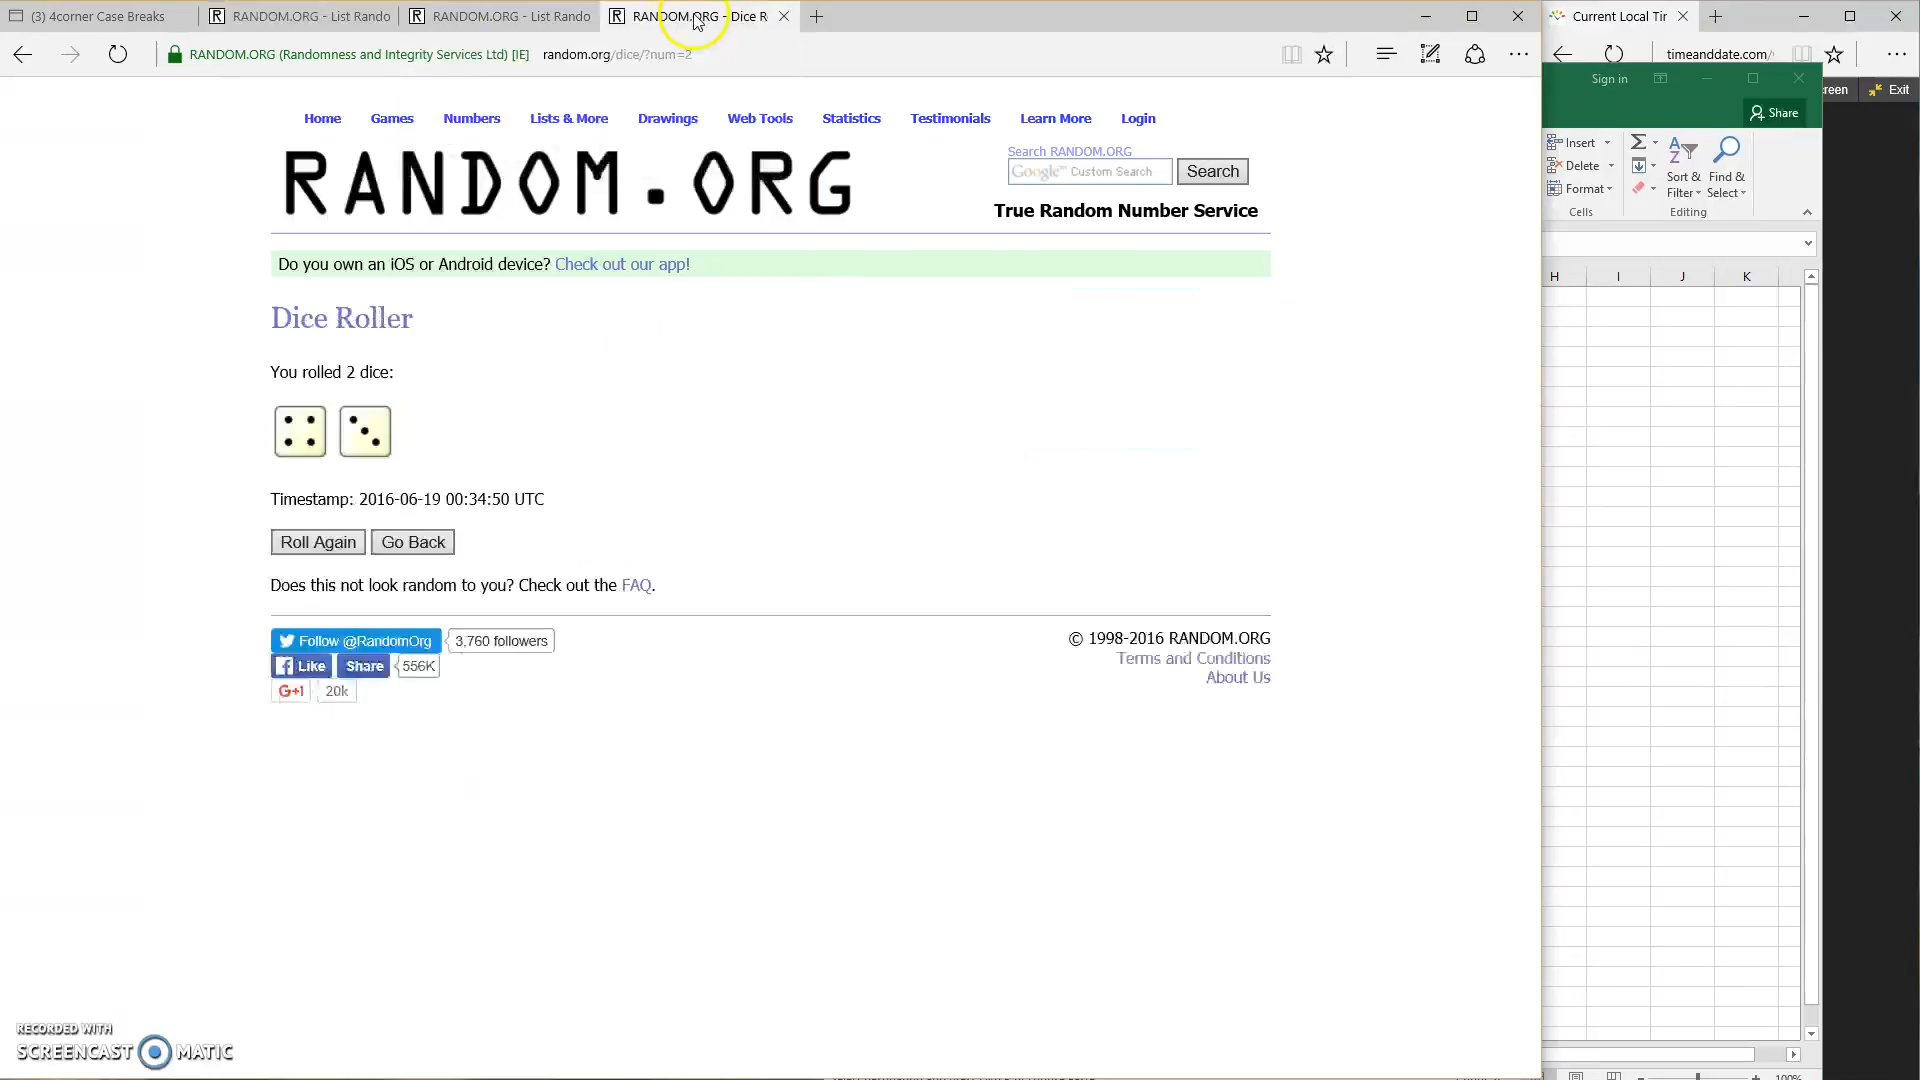 (3) 4corner Case Breaks
RANDOM.ORG - List Rando
RANDOM.ORG - List Rando
RANDOM.ORG - Dice R
Current Local Tir
RANDOM.ORG (Randomness and Integrity Services Ltd) [IE]
random.org/dice/?num=2
timeanddate.com/
Sign in
reen
Exit
Share
Home
Games
Numbers
Lists & More
Drawings
Web Tools
Statistics
Testimonials
Learn More
Login
Insert
Delete
Format
Cells
Sort &
Filter
Find &
Select
Editing
RANDOM.ORG
Search RANDOM.ORG
Google™ Custom Search
Search
True Random Number Service
Do you own an iOS or Android device? Check out our app!
H I J K
Dice Roller
You rolled 2 dice:
Timestamp: 2016-06-19 00:34:50 UTC
Roll Again
Go Back
Does this not look random to you? Check out the FAQ.
Follow @RandomOrg
3,760 followers
Like
Share
556K
G+1
20k
© 1998-2016 RANDOM.ORG
Terms and Conditions
About Us
RECORDED WITH
SCREENCAST MATIC
100%